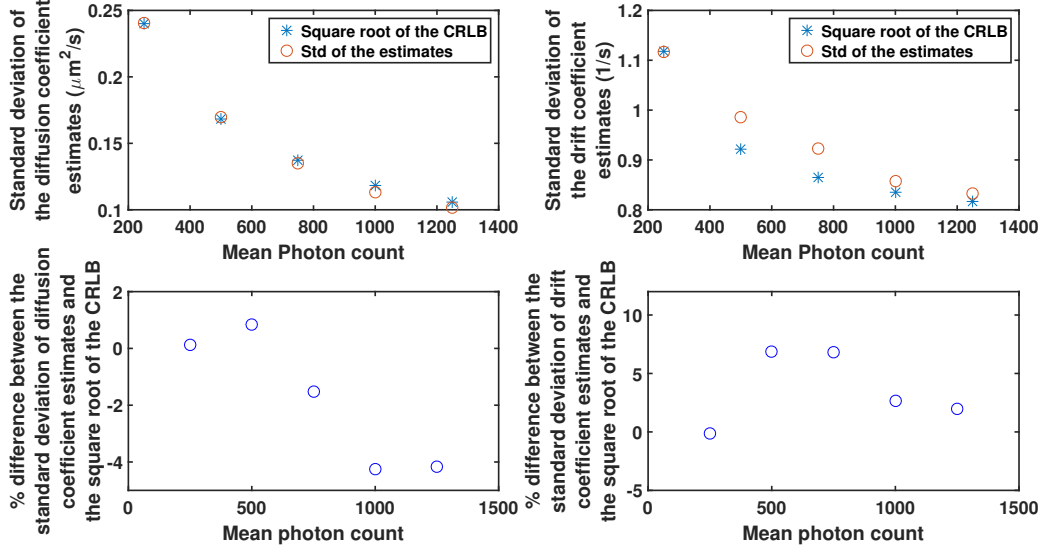 Standard deviation of
the diffusion coefficient
estimates (μm²/s)
0.25
0.2
0.15
0.1
200 400 600 800 1000 1200 1400
Mean Photon count
Square root of the CRLB
Std of the estimates
Standard deviation of
the drift coefficient
estimates (1/s)
1.2
1.1
1
0.9
0.8
200 400 600 800 1000 1200 1400
Mean Photon count
Square root of the CRLB
Std of the estimates
% difference between the
standard deviation of diffusion
coefficient estimates and
the square root of the CRLB
2
0
-2
-4
0 500 1000 1500
Mean photon count
% difference between the
standard deviation of drift
coefficient estimates and
the square root of the CRLB
10
5
0
-5
0 500 1000 1500
Mean photon count